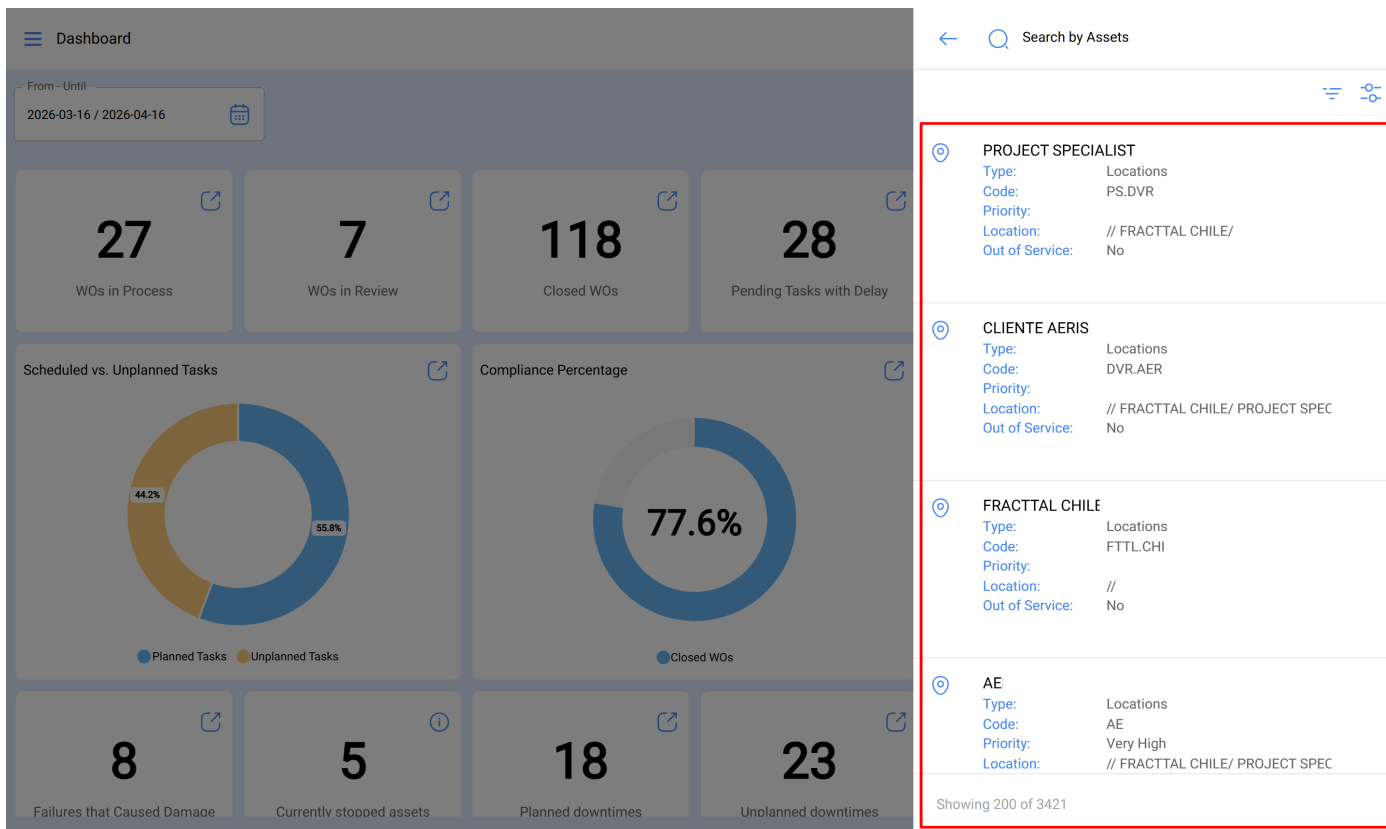 Dashboard
From - Until
2026-03-16 / 2026-04-16
27
WOs in Process
7
WOs in Review
118
Closed WOs
28
Pending Tasks with Delay
Scheduled vs. Unplanned Tasks
44.2%
55.8%
Planned Tasks
Unplanned Tasks
Compliance Percentage
77.6%
Closed WOs
8
Failures that Caused Damage
5
Currently stopped assets
18
Planned downtimes
23
Unplanned downtimes
Search by Assets
PROJECT SPECIALIST
Type: Locations
Code: PS.DVR
Priority:
Location: // FRACTTAL CHILE/
Out of Service: No
CLIENTE AERIS
Type: Locations
Code: DVR.AER
Priority:
Location: // FRACTTAL CHILE/ PROJECT SPEC
Out of Service: No
FRACTTAL CHILE
Type: Locations
Code: FTTL.CHI
Priority:
Location: //
Out of Service: No
AE
Type: Locations
Code: AE
Priority: Very High
Location: // FRACTTAL CHILE/ PROJECT SPEC
Showing 200 of 3421